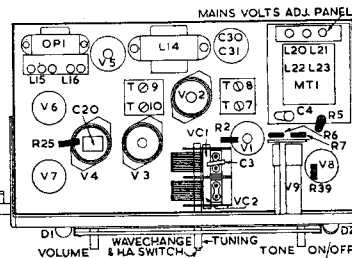 MAINS VOLTS ADJ. PANEL
OP1
L14
C30
C31
L20 L21
V5
L15
L16
L22 L23
T9
T8
MT1
VC2
V6
C20
T10
T7
C4
R5
R25
VC1
R2
R6
R7
V1
C3
V8
V7
V4
V3
V9
R39
VC2
D1
D2
VOLUME
WAVECHANGE
& H.A. SWITCH
TUNING
TONE
ON/OFF